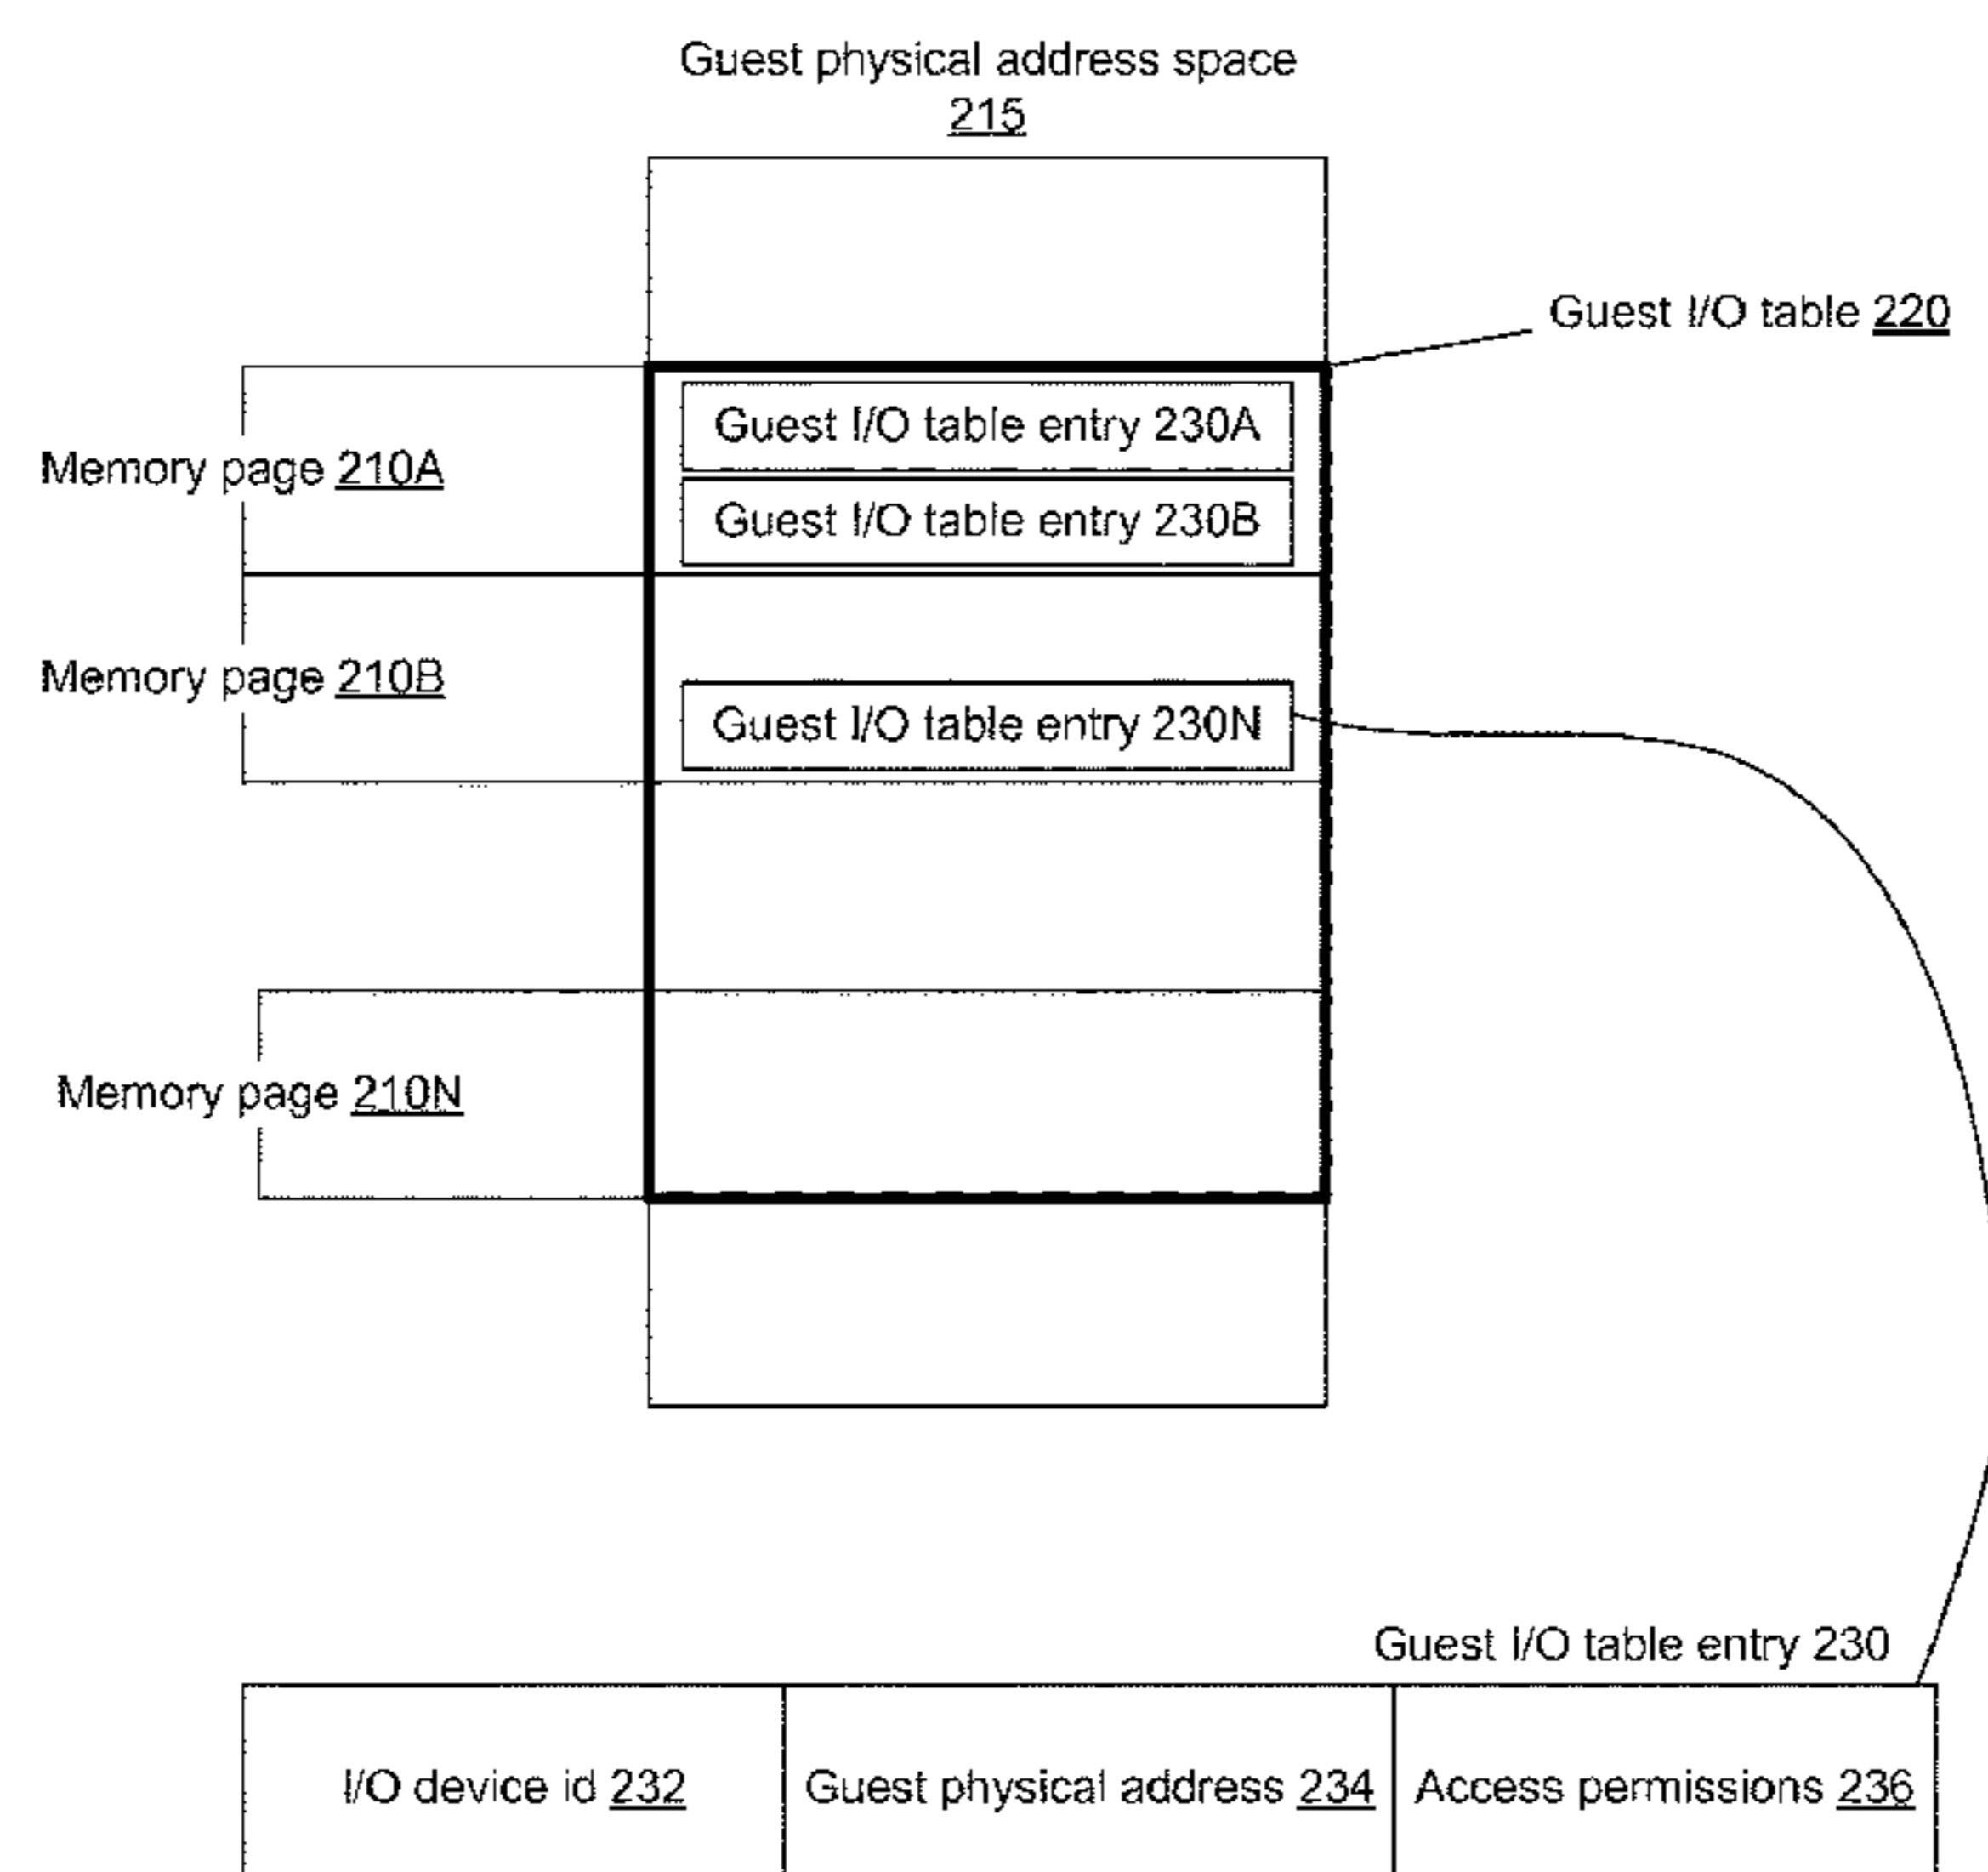 Guest physical address space
215
Guest I/O table 220
Guest I/O table entry 230A
Memory page 210A
Guest I/O table entry 230B
Memory page 210B
Guest I/O table entry 230N
Memory page 210N
Guest I/O table entry 230
I/O device id 232
Guest physical address 234
Access permissions 236